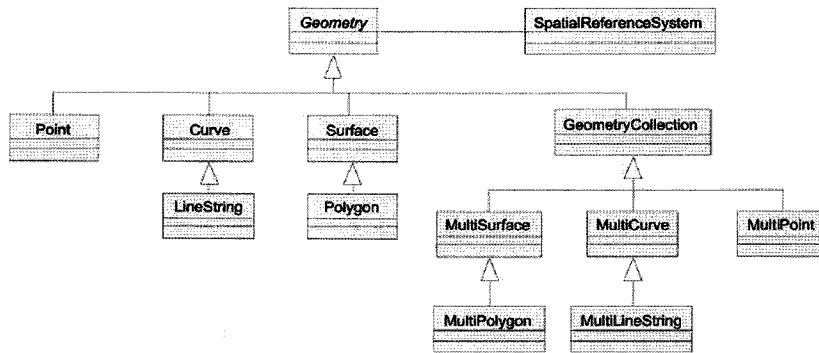 Geometry
SpatialReferenceSystem
Point
Curve
Surface
GeometryCollection
LineString
Polygon
MultiSurface
MultiCurve
MultiPoint
MultiPolygon
MultiLineString